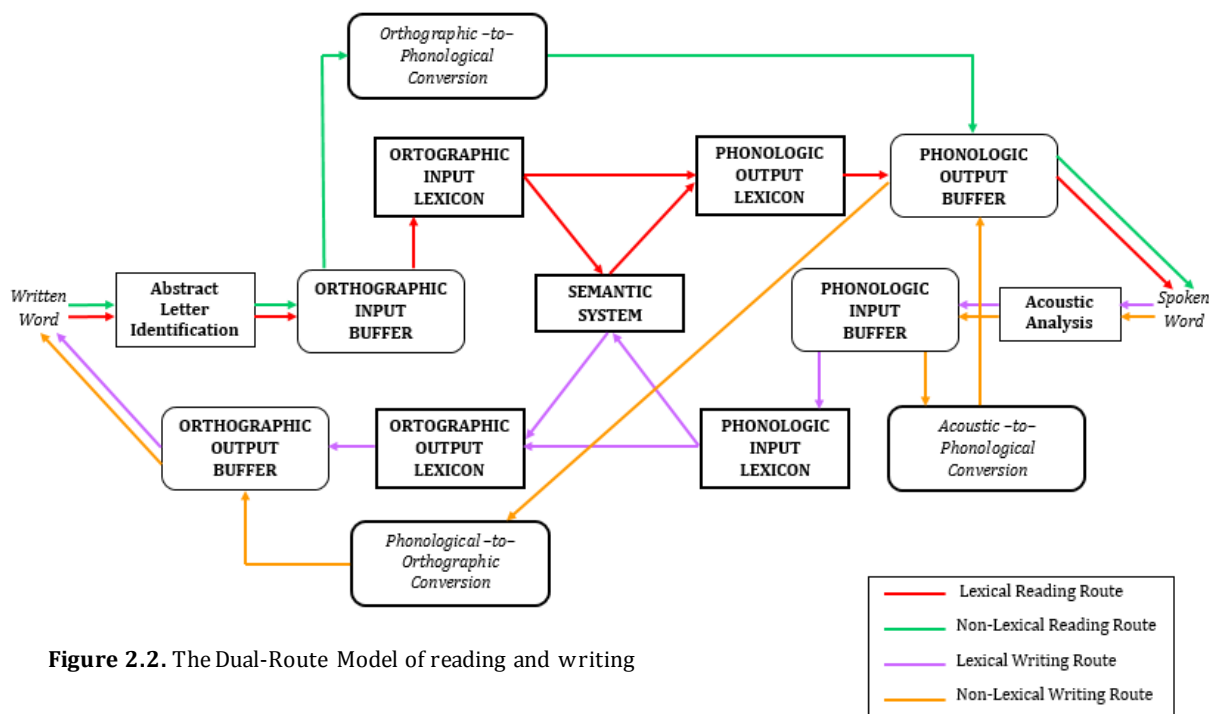 Orthographic –to–
Phonological
Conversion
ORTOGRAPHIC
INPUT
LEXICON
PHONOLOGIC
OUTPUT
LEXICON
PHONOLOGIC
OUTPUT
BUFFER
Written
Word
Abstract
Letter
Identification
ORTHOGRAPHIC
INPUT
BUFFER
SEMANTIC
SYSTEM
PHONOLOGIC
INPUT
BUFFER
Acoustic
Analysis
Spoken
Word
ORTHOGRAPHIC
OUTPUT
BUFFER
ORTOGRAPHIC
OUTPUT
LEXICON
PHONOLOGIC
INPUT
LEXICON
Acoustic –to–
Phonological
Conversion
Phonological –to–
Orthographic
Conversion
Lexical Reading Route
Non-Lexical Reading Route
Lexical Writing Route
Non-Lexical Writing Route
Figure 2.2. The Dual-Route Model of reading and writing